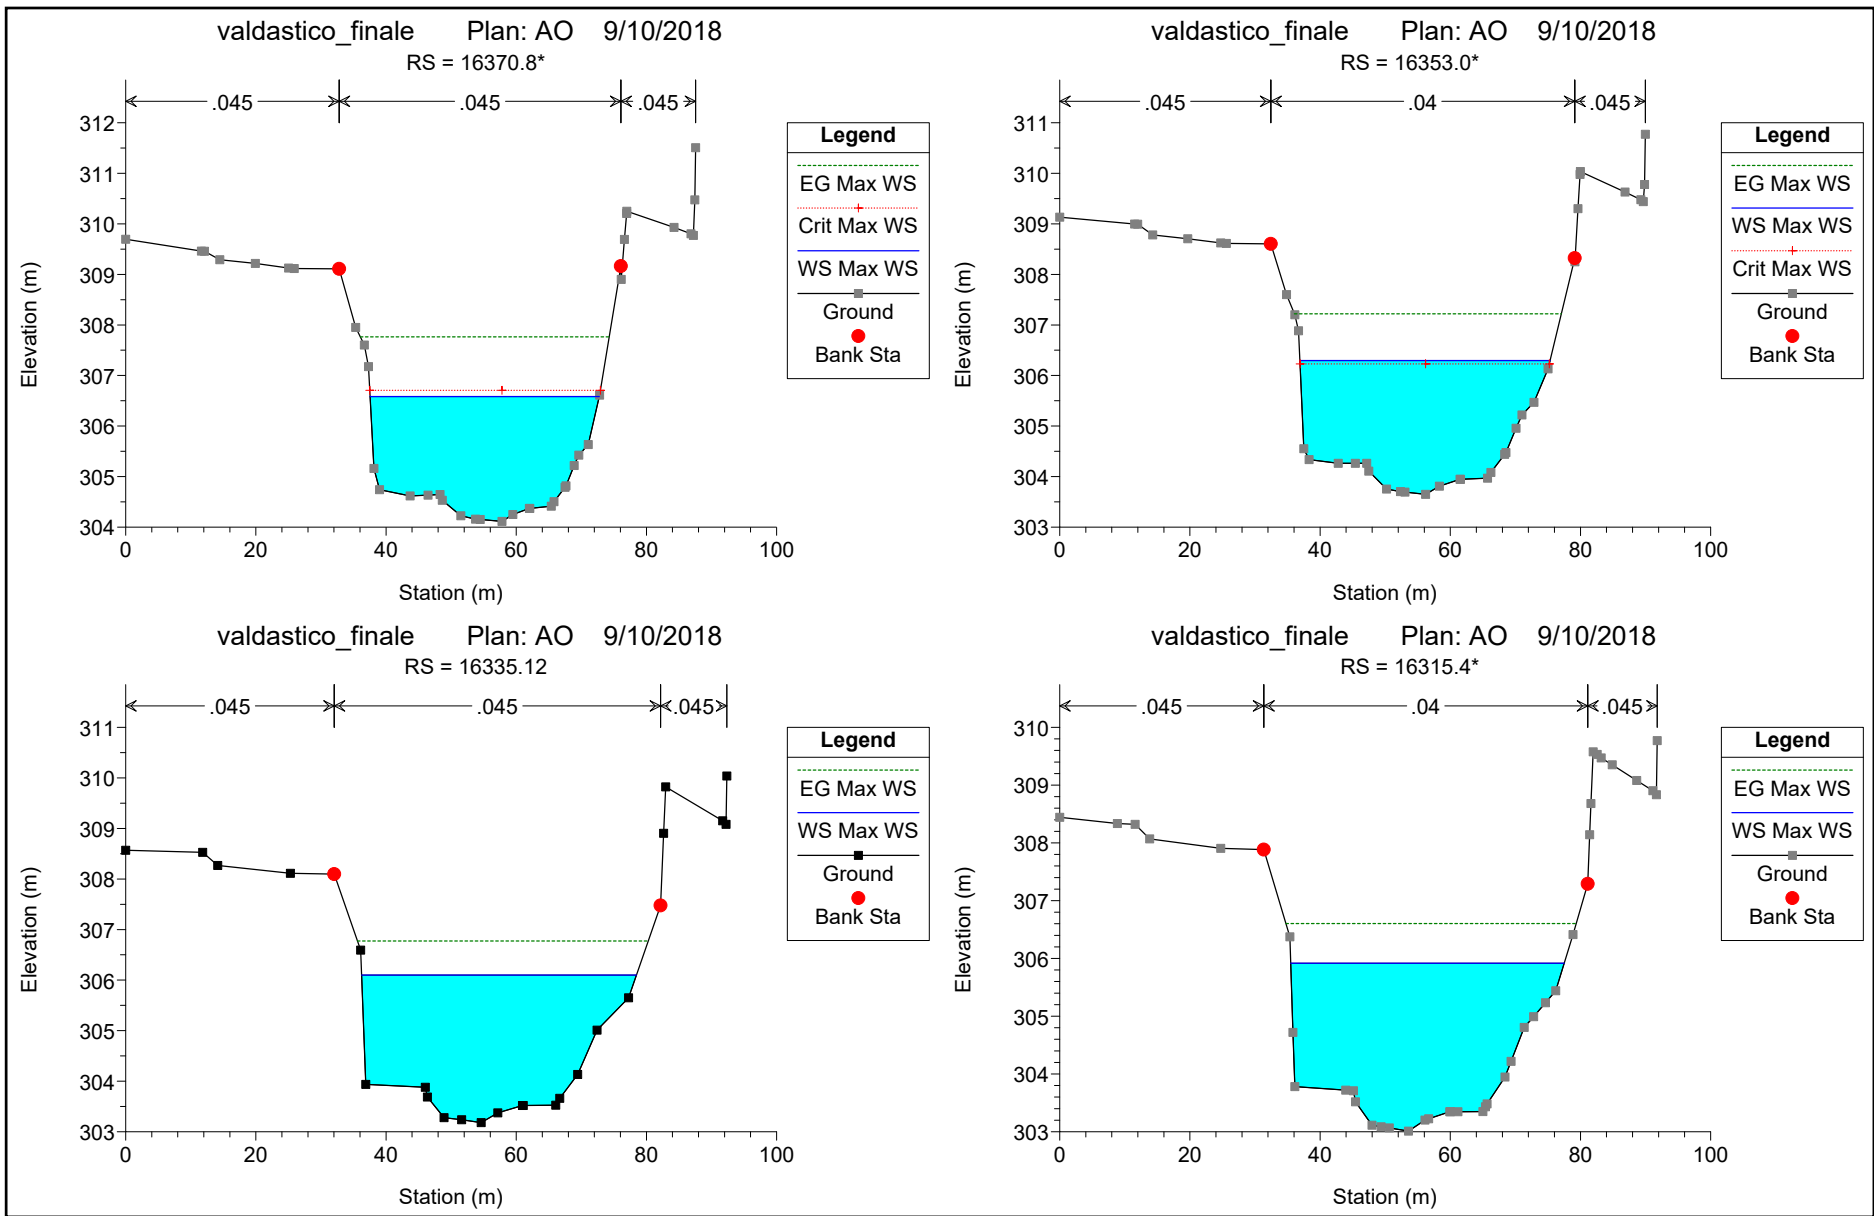 valdastico_finale Plan: AO 9/10/2018
RS = 16370.8*
.045 .045 .045
312
311
310
309
308
307
306
305
304
0 20 40 60 80 100
Elevation (m)
Station (m)
Legend
EG Max WS
Crit Max WS
WS Max WS
Ground
Bank Sta
valdastico_finale Plan: AO 9/10/2018
RS = 16353.0*
.045 .04 .045
311
310
309
308
307
306
305
304
303
0 20 40 60 80 100
Elevation (m)
Station (m)
Legend
EG Max WS
WS Max WS
Crit Max WS
Ground
Bank Sta
valdastico_finale Plan: AO 9/10/2018
RS = 16335.12
.045 .045 .045
311
310
309
308
307
306
305
304
303
0 20 40 60 80 100
Elevation (m)
Station (m)
Legend
EG Max WS
WS Max WS
Ground
Bank Sta
valdastico_finale Plan: AO 9/10/2018
RS = 16315.4*
.045 .04 .045
310
309
308
307
306
305
304
303
0 20 40 60 80 100
Elevation (m)
Station (m)
Legend
EG Max WS
WS Max WS
Ground
Bank Sta